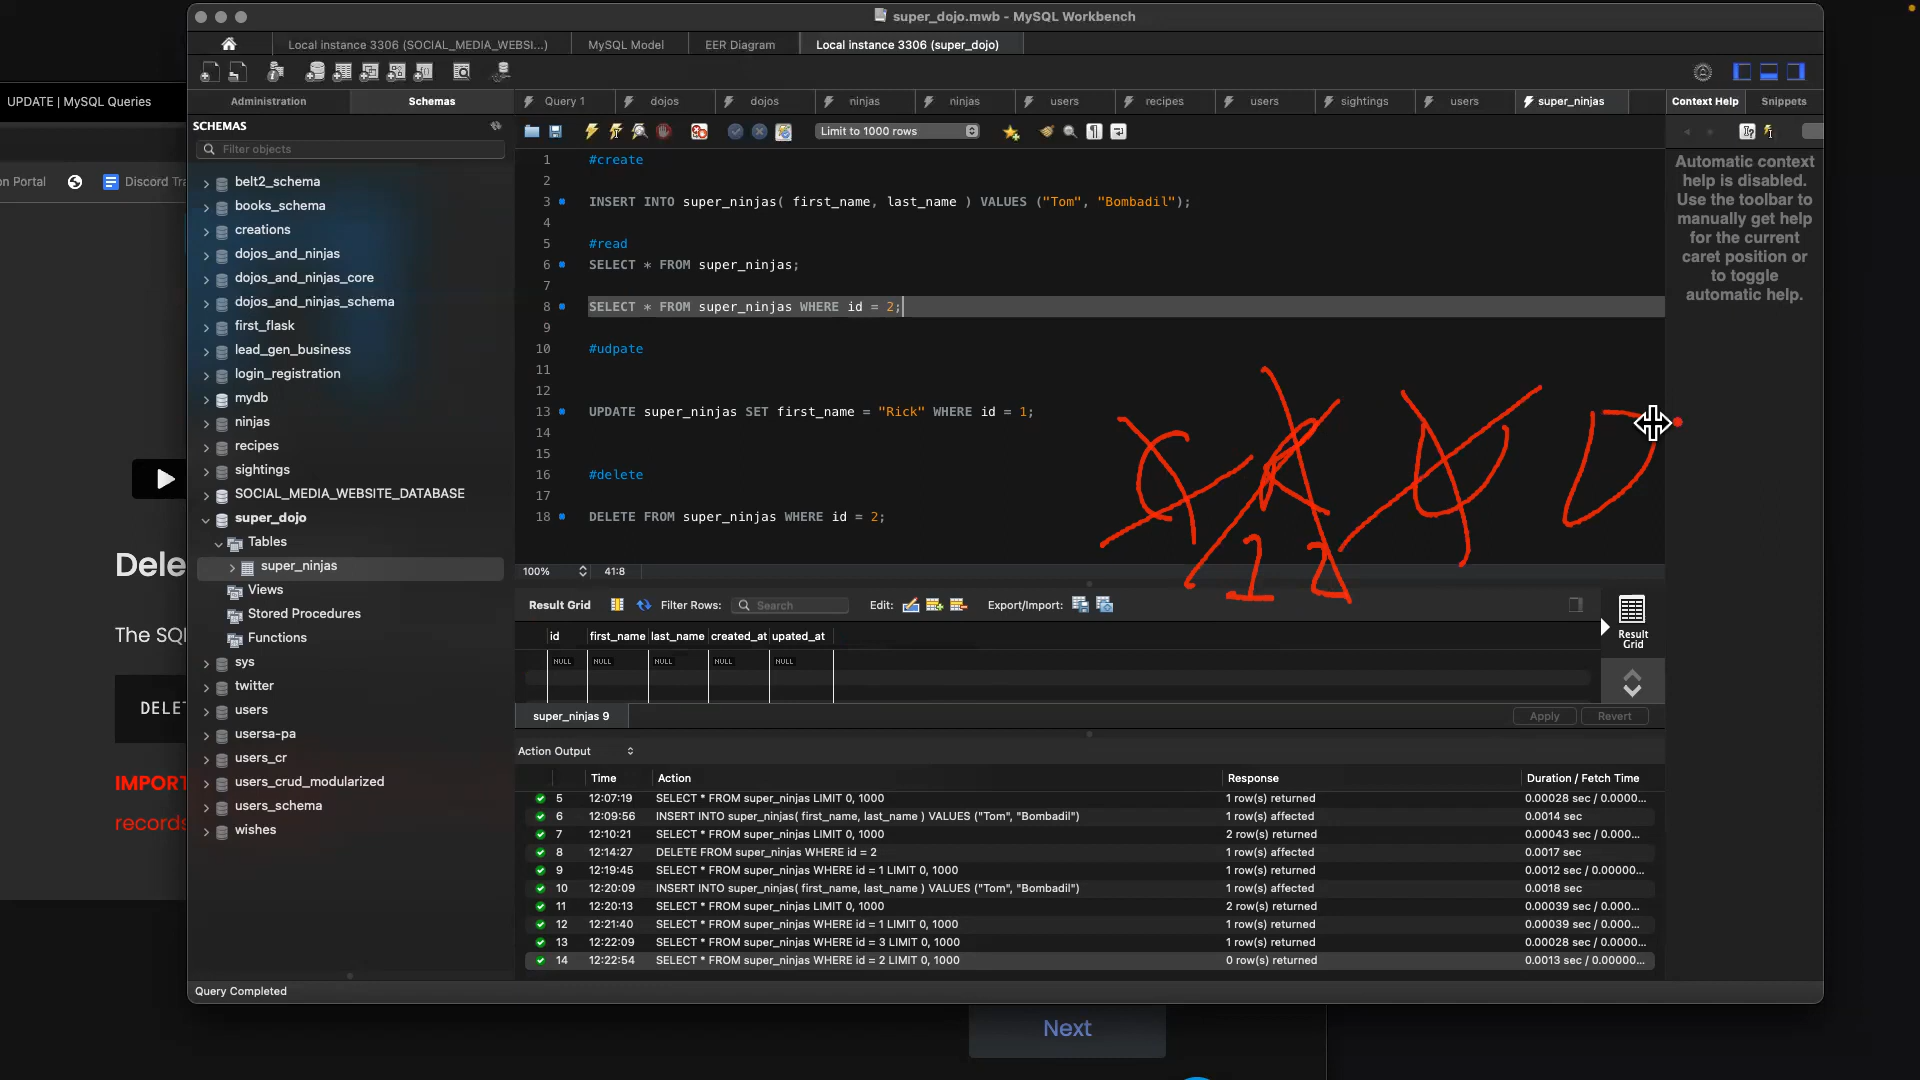 super_dojo.mwb - MySQL Workbench
Local instance 3306 (SOCIAL_MEDIA_WEBSI...)
MySQL Model
EER Diagram
Local instance 3306 (super_dojo)
Administration
Schemas
Query 1
dojos
dojos
ninjas
ninjas
users
recipes
users
sightings
users
super_ninjas
Context Help
Snippets
UPDATE | MySQL Queries
SCHEMAS
Filter objects
Limit to 1000 rows
on Portal
Discord Tra
belt2_schema
books_schema
creations
dojos_and_ninjas
dojos_and_ninjas_core
dojos_and_ninjas_schema
first_flask
lead_gen_business
login_registration
mydb
ninjas
recipes
sightings
SOCIAL_MEDIA_WEBSITE_DATABASE
super_dojo
Tables
super_ninjas
Views
Stored Procedures
Functions
sys
twitter
users
usersa-pa
users_cr
users_crud_modularized
users_schema
wishes
1 #create
2
3 INSERT INTO super_ninjas( first_name, last_name ) VALUES ("Tom", "Bombadil");
4
5 #read
6 SELECT * FROM super_ninjas;
7
8 SELECT * FROM super_ninjas WHERE id = 2;
9
10 #udpate
11
12
13 UPDATE super_ninjas SET first_name = "Rick" WHERE id = 1;
14
15
16 #delete
17
18 DELETE FROM super_ninjas WHERE id = 2;
C R U D
1 2
Automatic context
help is disabled.
Use the toolbar to
manually get help
for the current
caret position or
to toggle
automatic help.
100%
41:8
Result Grid
Filter Rows:
Search
Edit:
Export/Import:
Result
Grid
id first_name last_name created_at upated_at
NULL NULL NULL NULL NULL
super_ninjas 9
Apply
Revert
Action Output
Time Action Response Duration / Fetch Time
5 12:07:19 SELECT * FROM super_ninjas LIMIT 0, 1000 1 row(s) returned 0.00028 sec / 0.0000...
6 12:09:56 INSERT INTO super_ninjas( first_name, last_name ) VALUES ("Tom", "Bombadil") 1 row(s) affected 0.0014 sec
7 12:10:21 SELECT * FROM super_ninjas LIMIT 0, 1000 2 row(s) returned 0.00043 sec / 0.000...
8 12:14:27 DELETE FROM super_ninjas WHERE id = 2 1 row(s) affected 0.0017 sec
9 12:19:45 SELECT * FROM super_ninjas WHERE id = 1 LIMIT 0, 1000 1 row(s) returned 0.0012 sec / 0.00000...
10 12:20:09 INSERT INTO super_ninjas( first_name, last_name ) VALUES ("Tom", "Bombadil") 1 row(s) affected 0.0018 sec
11 12:20:13 SELECT * FROM super_ninjas LIMIT 0, 1000 2 row(s) returned 0.00039 sec / 0.000...
12 12:21:40 SELECT * FROM super_ninjas WHERE id = 1 LIMIT 0, 1000 1 row(s) returned 0.00039 sec / 0.000...
13 12:22:09 SELECT * FROM super_ninjas WHERE id = 3 LIMIT 0, 1000 1 row(s) returned 0.00028 sec / 0.000...
14 12:22:54 SELECT * FROM super_ninjas WHERE id = 2 LIMIT 0, 1000 0 row(s) returned 0.0013 sec / 0.00000...
Query Completed
Dele
The SQ
DELE
IMPOR
records
Next